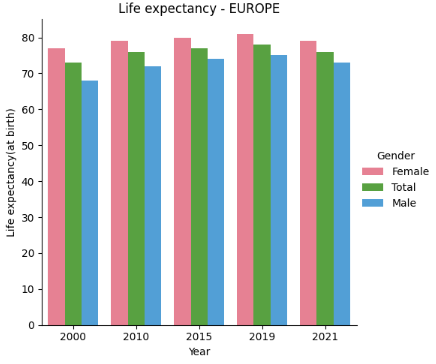 Life expectancy - EUROPE
Life expectancy(at birth)
80
70
60
50
40
30
20
10
0
2000 2010 2015 2019 2021
Year
Gender
Female
Total
Male